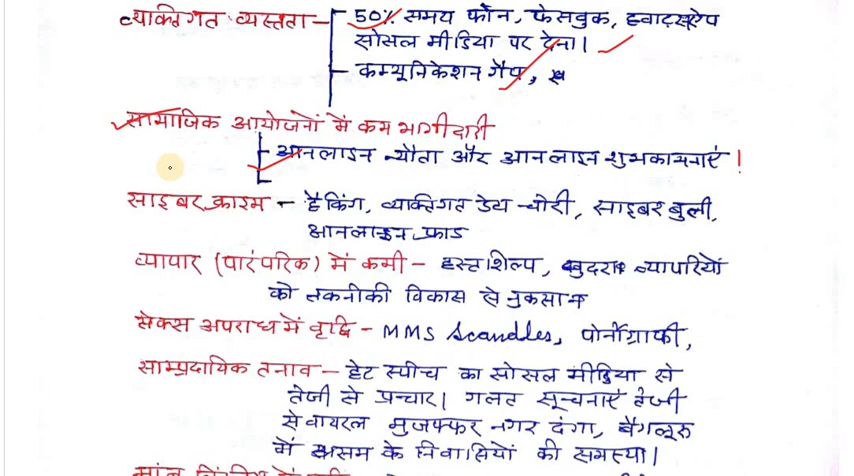 व्यक्तिगत व्यस्तता - 50% समय फोन, फेसबुक, व्हाट्सएप
सोसल मीडिया पर देना।
- कम्यूनिकेशन गैप,
सामाजिक आयोजनों में कम भागीदारी
- आनलाइन न्यौता और आनलाइन शुभकामनाएं !
साइबर क्राइम - हैकिंग, व्यक्तिगत डेटा चोरी, साइबर बुली,
आनलाइन फ्राड
व्यापार (पारंपरिक) में कमी - हस्तशिल्प, खुदरा व्यापरियों
को तकनीकी विकास से नुकसान
सेक्स अपराध में वृद्धि - MMS Scandles, पोर्नोग्राफी,
साम्प्रदायिक तनाव - हेट स्पीच का सोसल मीडिया से
तेजी से प्रचार। गलत सूचनाएं तेजी
से वायरल मुजफ्फर नगर दंगा, बैंगलूरु
में असम के निवासियों की समस्या।